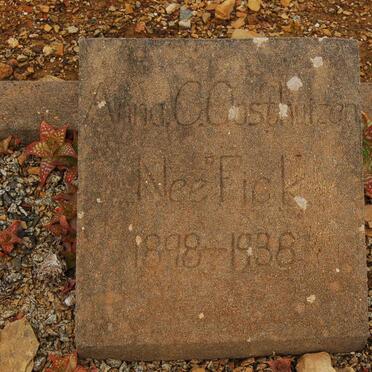 Anna. C. Oosthuizen
Nee "Fick"
1898-1936